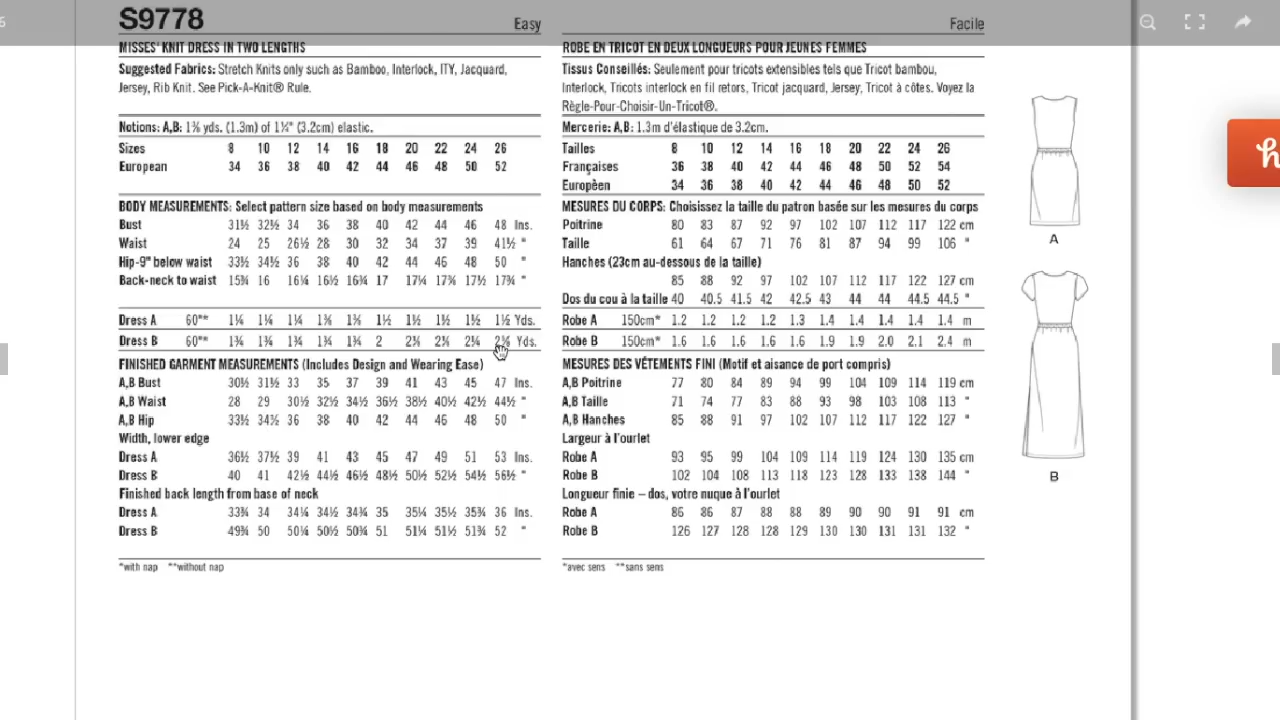 S9778 Easy
MISSES' KNIT DRESS IN TWO LENGTHS
Suggested Fabrics: Stretch Knits only such as Bamboo, Interlock, ITY, Jacquard,
Jersey, Rib Knit. See Pick-A-Knit® Rule.
Notions: A,B: 1⅜ yds. (1.3m) of 1¼" (3.2cm) elastic.
Sizes 8 10 12 14 16 18 20 22 24 26
European 34 36 38 40 42 44 46 48 50 52
BODY MEASUREMENTS: Select pattern size based on body measurements
Bust 31½ 32½ 34 36 38 40 42 44 46 48 Ins.
Waist 24 25 26½ 28 30 32 34 37 39 41½ "
Hip-9" below waist 33½ 34½ 36 38 40 42 44 46 48 50 "
Back-neck to waist 15¾ 16 16¼ 16½ 16¾ 17 17¼ 17⅜ 17½ 17¾ "
Dress A 60"* 1¼ 1¼ 1¼ 1⅜ 1⅜ 1½ 1½ 1½ 1½ 1½ Yds.
Dress B 60"* 1¾ 1¾ 1¾ 1¾ 1¾ 2 2⅛ 2⅛ 2¼ Yds.
FINISHED GARMENT MEASUREMENTS (Includes Design and Wearing Ease)
A,B Bust 30½ 31½ 33 35 37 39 41 43 45 47 Ins.
A,B Waist 28 29 30½ 32½ 34½ 36½ 38½ 40½ 42½ 44½ "
A,B Hip 33½ 34½ 36 38 40 42 44 46 48 50 "
Width, lower edge
Dress A 36½ 37½ 39 41 43 45 47 49 51 53 Ins.
Dress B 40 41 42½ 44½ 46½ 48½ 50½ 52½ 54½ 56½ "
Finished back length from base of neck
Dress A 33¾ 34 34¼ 34½ 34¾ 35 35¼ 35½ 35¾ 36 Ins.
Dress B 49¾ 50 50¼ 50½ 50¾ 51 51¼ 51½ 51¾ 52 "
*with nap **without nap
Facile
ROBE EN TRICOT EN DEUX LONGUEURS POUR JEUNES FEMMES
Tissus Conseillés: Seulement pour tricots extensibles tels que Tricot bambou,
Interlock, Tricots interlock en fil retors, Tricot jacquard, Jersey, Tricot à côtes. Voyez la
Règle-Pour-Choisir-Un-Tricot®.
Mercerie: A,B: 1.3m d'élastique de 3.2cm.
Tailles 8 10 12 14 16 18 20 22 24 26
Françaises 36 38 40 42 44 46 48 50 52 54
Europèen 34 36 38 40 42 44 46 48 50 52
MESURES DU CORPS: Choisissez la taille du patron basée sur les mesures du corps
Poitrine 80 83 87 92 97 102 107 112 117 122 cm
Taille 61 64 67 71 76 81 87 94 99 106 "
Hanches (23cm au-dessous de la taille)
85 88 92 97 102 107 112 117 122 127 cm
Dos du cou à la taille 40 40.5 41.5 42 42.5 43 44 44 44.5 44.5 "
Robe A 150cm* 1.2 1.2 1.2 1.2 1.3 1.4 1.4 1.4 1.4 1.4 m
Robe B 150cm* 1.6 1.6 1.6 1.6 1.6 1.9 1.9 2.0 2.1 2.4 m
MESURES DES VÊTEMENTS FINI (Motif et aisance de port compris)
A,B Poitrine 77 80 84 89 94 99 104 109 114 119 cm
A,B Taille 71 74 77 83 88 93 98 103 108 113 "
A,B Hanches 85 88 91 97 102 107 112 117 122 127 "
Largeur à l'ourlet
Robe A 93 95 99 104 109 114 119 124 130 135 cm
Robe B 102 104 108 113 118 123 128 133 138 144 "
Longueur finie – dos, votre nuque à l'ourlet
Robe A 86 86 87 88 88 89 90 90 91 91 cm
Robe B 126 127 128 128 129 130 130 131 131 132 "
*avec sens **sans sens
A
B